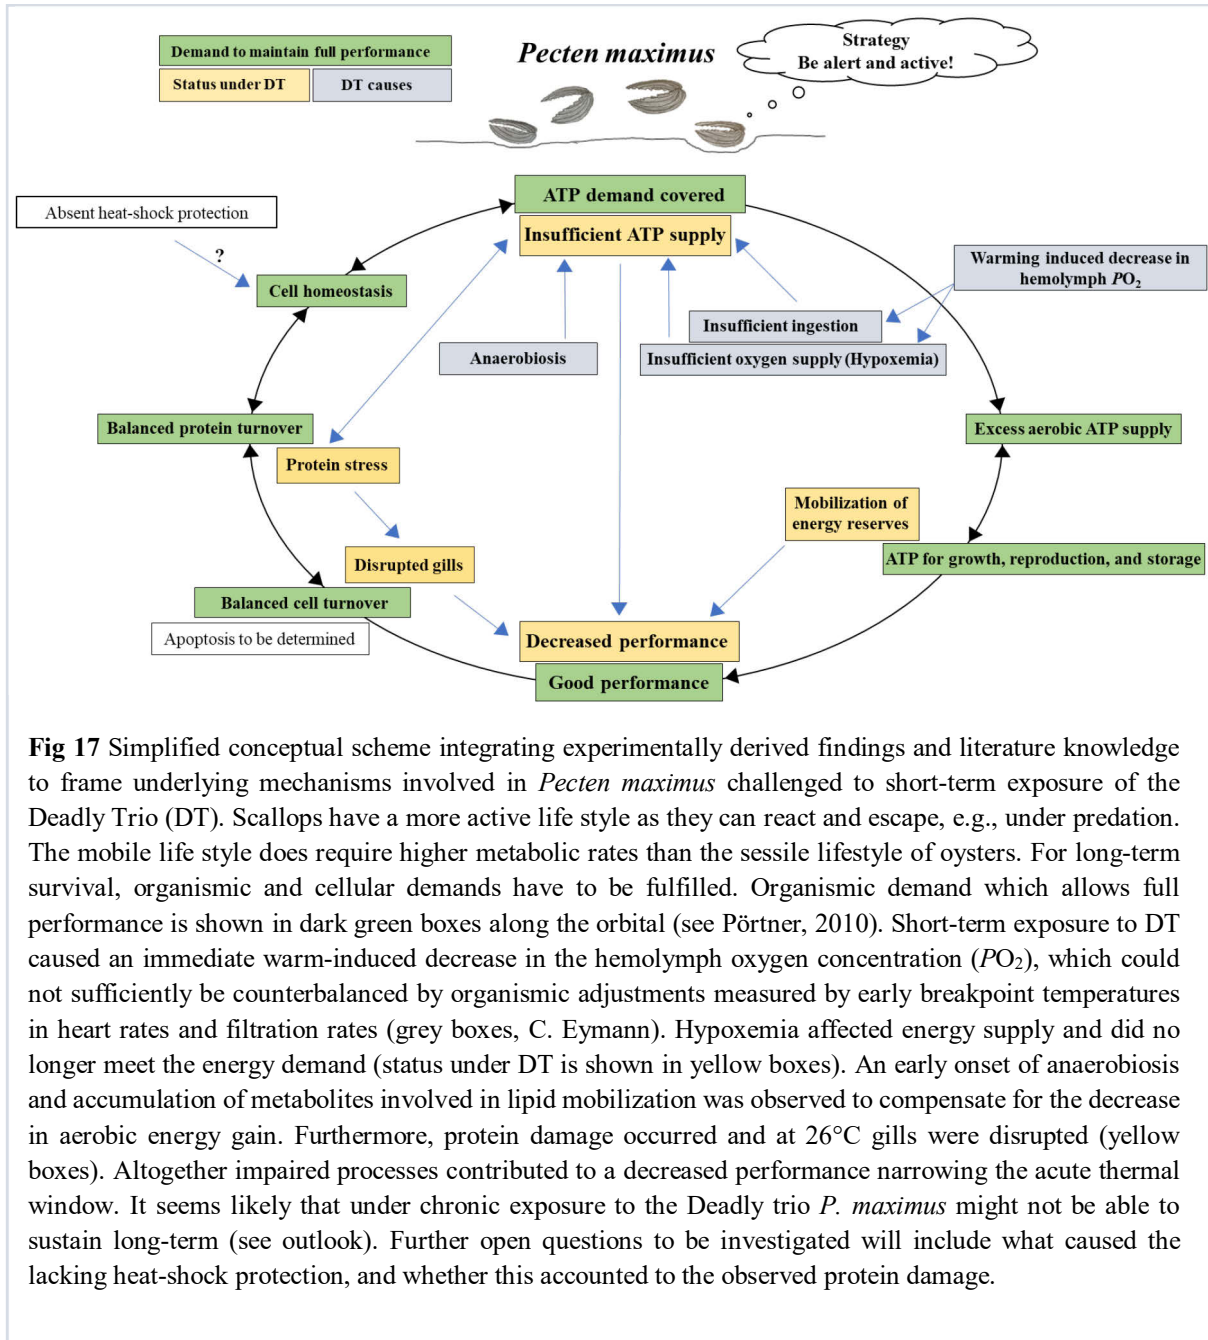 Demand to maintain full performance
Status under DT
DT causes
Pecten maximus
Strategy
Be alert and active!
ATP demand covered
Insufficient ATP supply
Absent heat-shock protection
?
Cell homeostasis
Warming induced decrease in
hemolymph PO₂
Insufficient ingestion
Insufficient oxygen supply (Hypoxemia)
Anaerobiosis
Balanced protein turnover
Excess aerobic ATP supply
Protein stress
Mobilization of
energy reserves
Disrupted gills
ATP for growth, reproduction, and storage
Balanced cell turnover
Apoptosis to be determined
Decreased performance
Good performance
Fig 17 Simplified conceptual scheme integrating experimentally derived findings and literature knowledge
to frame underlying mechanisms involved in Pecten maximus challenged to short-term exposure of the
Deadly Trio (DT). Scallops have a more active life style as they can react and escape, e.g., under predation.
The mobile life style does require higher metabolic rates than the sessile lifestyle of oysters. For long-term
survival, organismic and cellular demands have to be fulfilled. Organismic demand which allows full
performance is shown in dark green boxes along the orbital (see Pörtner, 2010). Short-term exposure to DT
caused an immediate warm-induced decrease in the hemolymph oxygen concentration (PO₂), which could
not sufficiently be counterbalanced by organismic adjustments measured by early breakpoint temperatures
in heart rates and filtration rates (grey boxes, C. Eymann). Hypoxemia affected energy supply and did no
longer meet the energy demand (status under DT is shown in yellow boxes). An early onset of anaerobiosis
and accumulation of metabolites involved in lipid mobilization was observed to compensate for the decrease
in aerobic energy gain. Furthermore, protein damage occurred and at 26°C gills were disrupted (yellow
boxes). Altogether impaired processes contributed to a decreased performance narrowing the acute thermal
window. It seems likely that under chronic exposure to the Deadly trio P. maximus might not be able to
sustain long-term (see outlook). Further open questions to be investigated will include what caused the
lacking heat-shock protection, and whether this accounted to the observed protein damage.